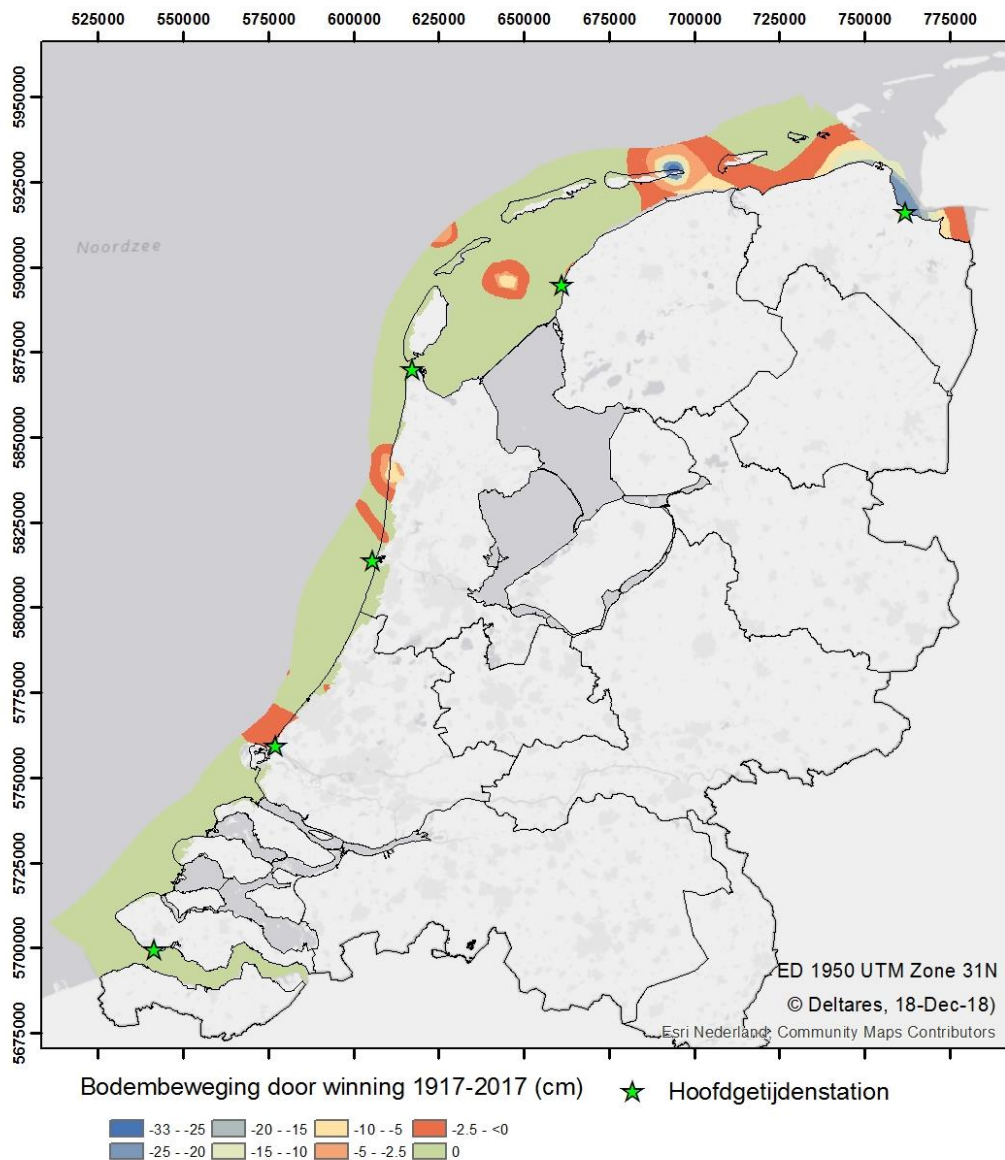 525000 550000 575000 600000 625000 650000 675000 700000 725000 750000 775000
5950000
5925000
5900000
5875000
5850000
5825000
5800000
5775000
5750000
5725000
5700000
5675000
Noordzee
ED 1950 UTM Zone 31N
© Deltares, 18-Dec-18)
Esri Nederland, Community Maps Contributors
Bodembeweging door winning 1917-2017 (cm) Hoofdgetijdenstation
-33 - -25 -20 - -15 -10 - -5 -2.5 - <0
-25 - -20 -15 - -10 -5 - -2.5 0